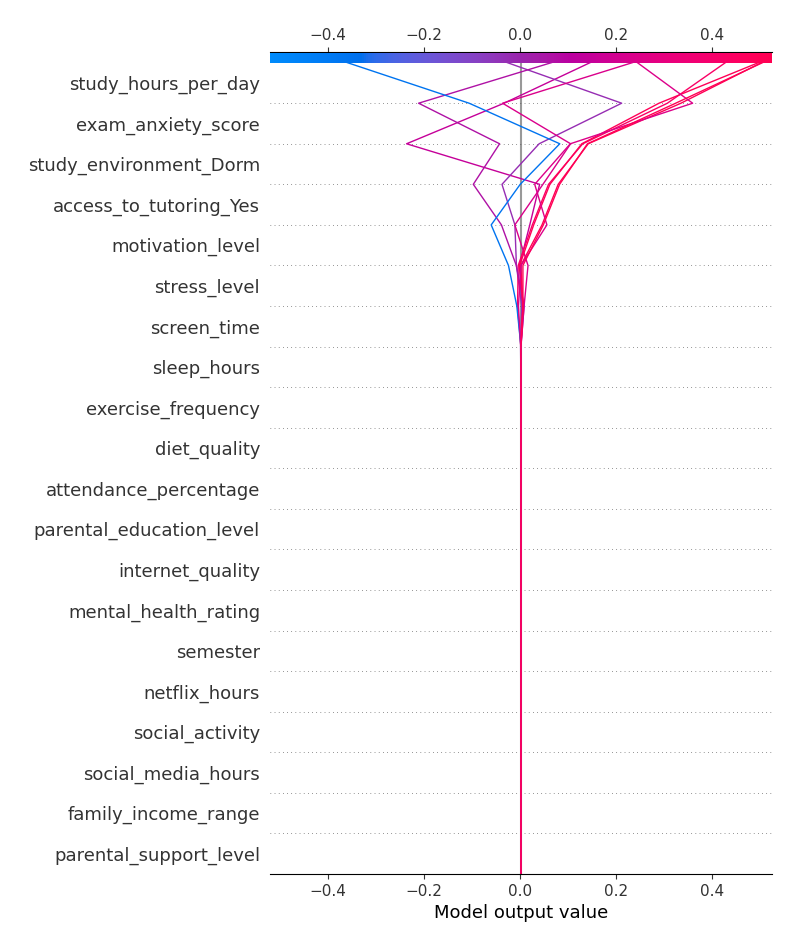 −0.4 −0.2 0.0 0.2 0.4
study_hours_per_day
exam_anxiety_score
study_environment_Dorm
access_to_tutoring_Yes
motivation_level
stress_level
screen_time
sleep_hours
exercise_frequency
diet_quality
attendance_percentage
parental_education_level
internet_quality
mental_health_rating
semester
netflix_hours
social_activity
social_media_hours
family_income_range
parental_support_level
−0.4 −0.2 0.0 0.2 0.4
Model output value